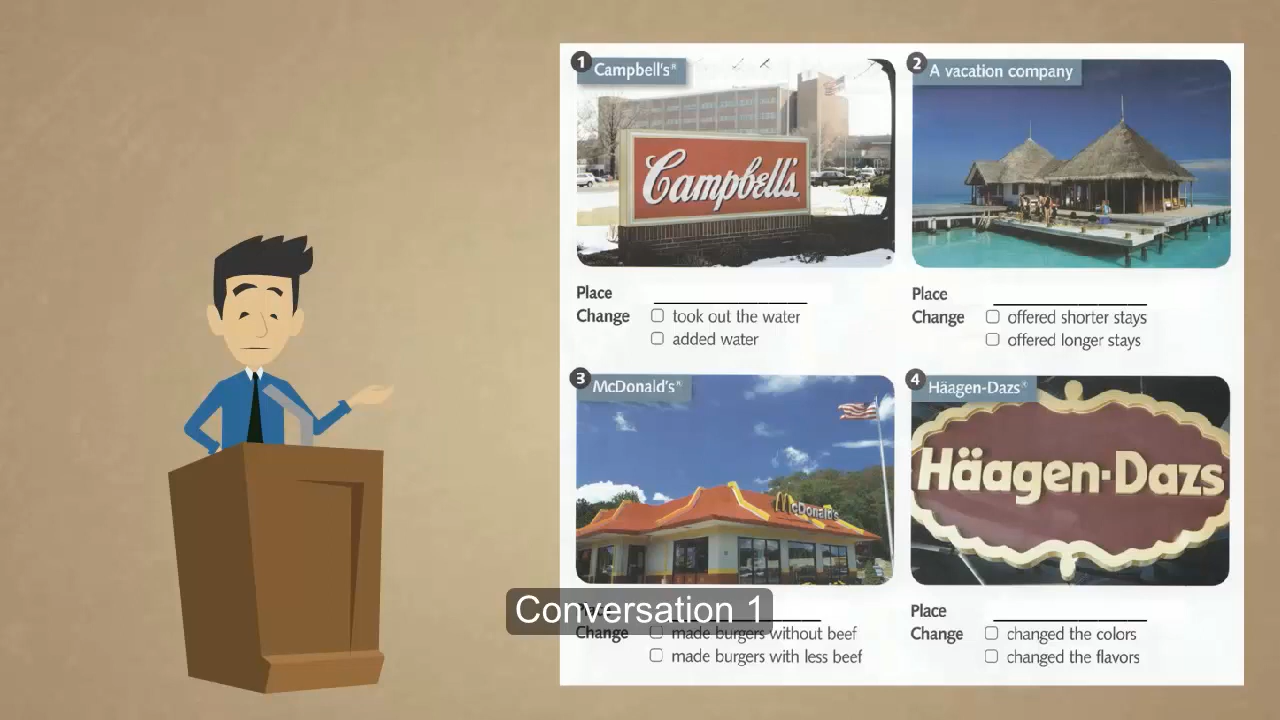 1 Campbell's®
Campbell's
Place
Change
took out the water
added water
2 A vacation company
Place
Change
offered shorter stays
offered longer stays
3 McDonald's®
McDonald's
Place
Change
made burgers without beef
made burgers with less beef
4 Häagen-Dazs®
Häagen-Dazs
Place
Change
changed the colors
changed the flavors
Conversation 1